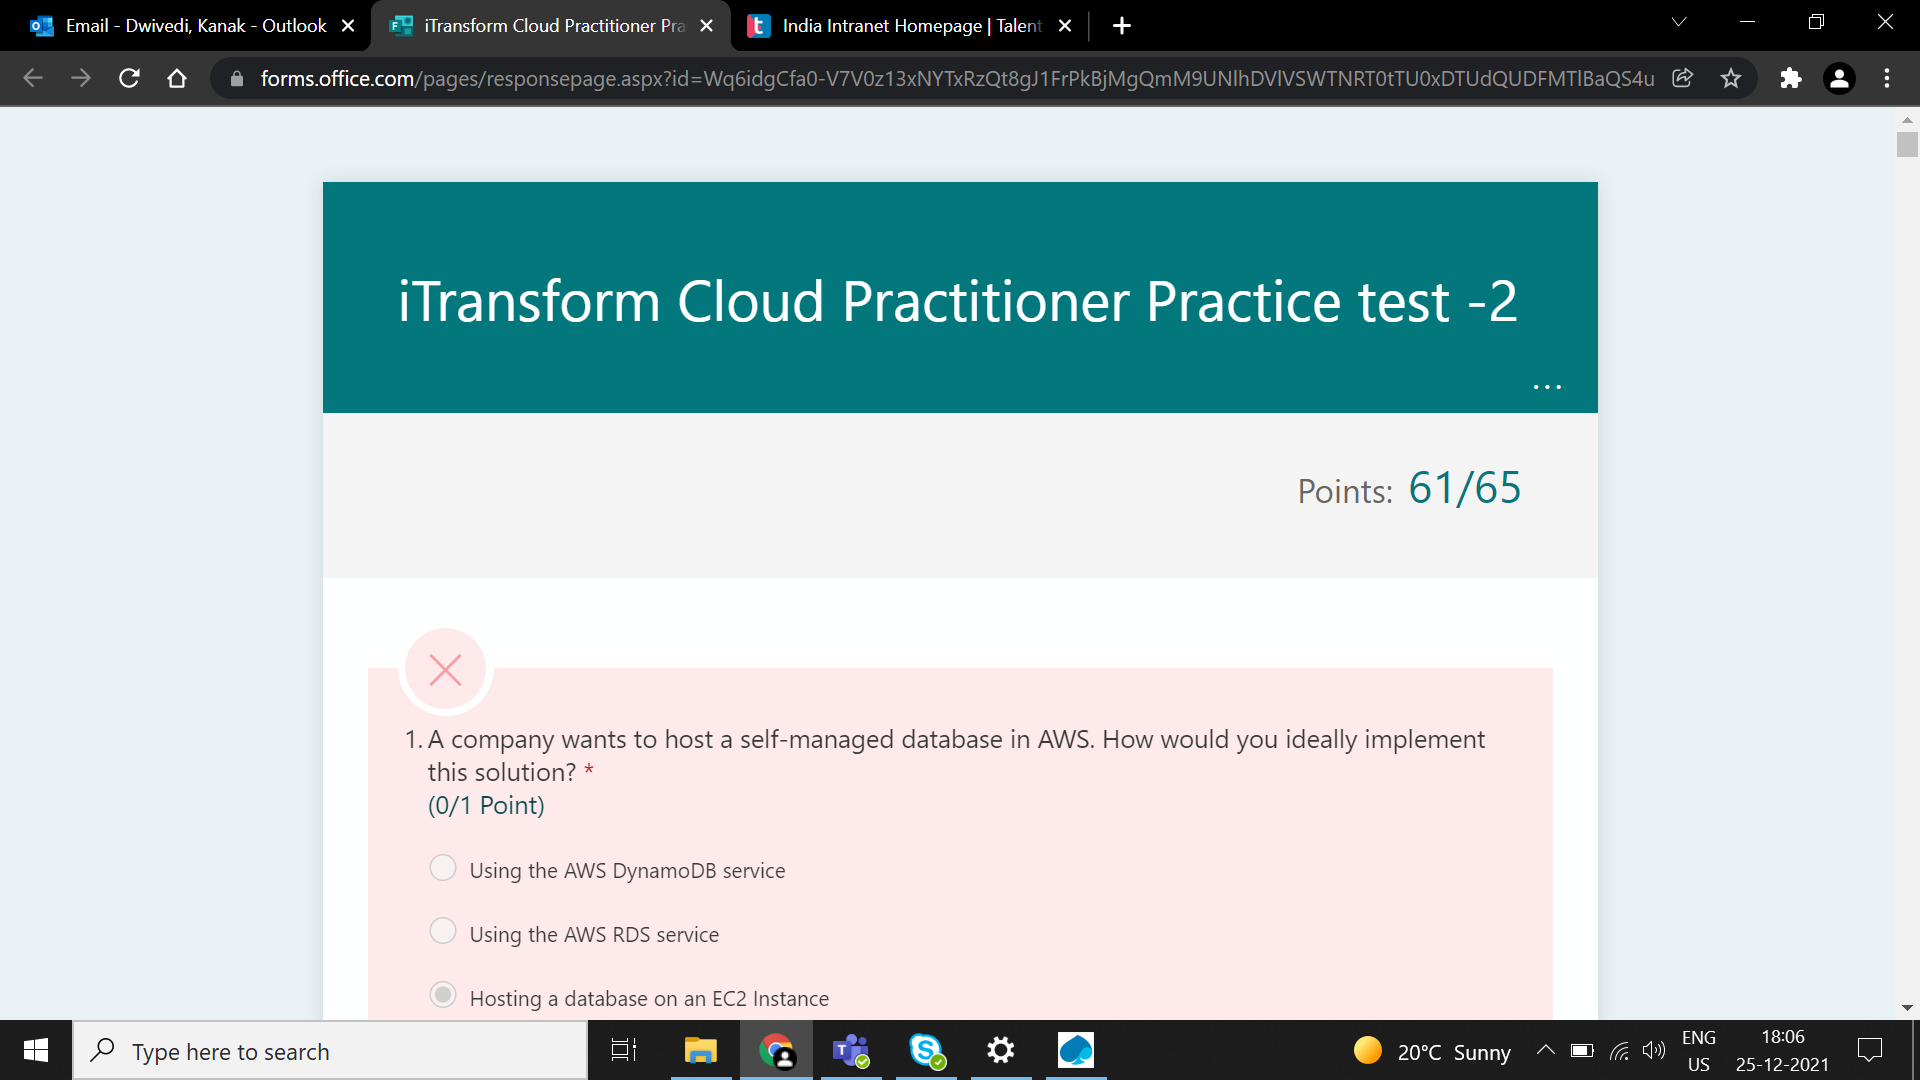 Email - Dwivedi, Kanak - Outlook
iTransform Cloud Practitioner Pra
India Intranet Homepage | Talent
forms.office.com/pages/responsepage.aspx?id=Wq6idgCfa0-V7V0z13xNYTxRzQt8gJ1FrPkBjMgQmM9UNlhDVlVSWTNRT0tTU0xDTUdQUDFMTlBaQS4u
iTransform Cloud Practitioner Practice test -2
...
Points: 61/65
1. A company wants to host a self-managed database in AWS. How would you ideally implement
this solution? *
(0/1 Point)
Using the AWS DynamoDB service
Using the AWS RDS service
Hosting a database on an EC2 Instance
Type here to search
20°C Sunny
ENG
US
18:06
25-12-2021